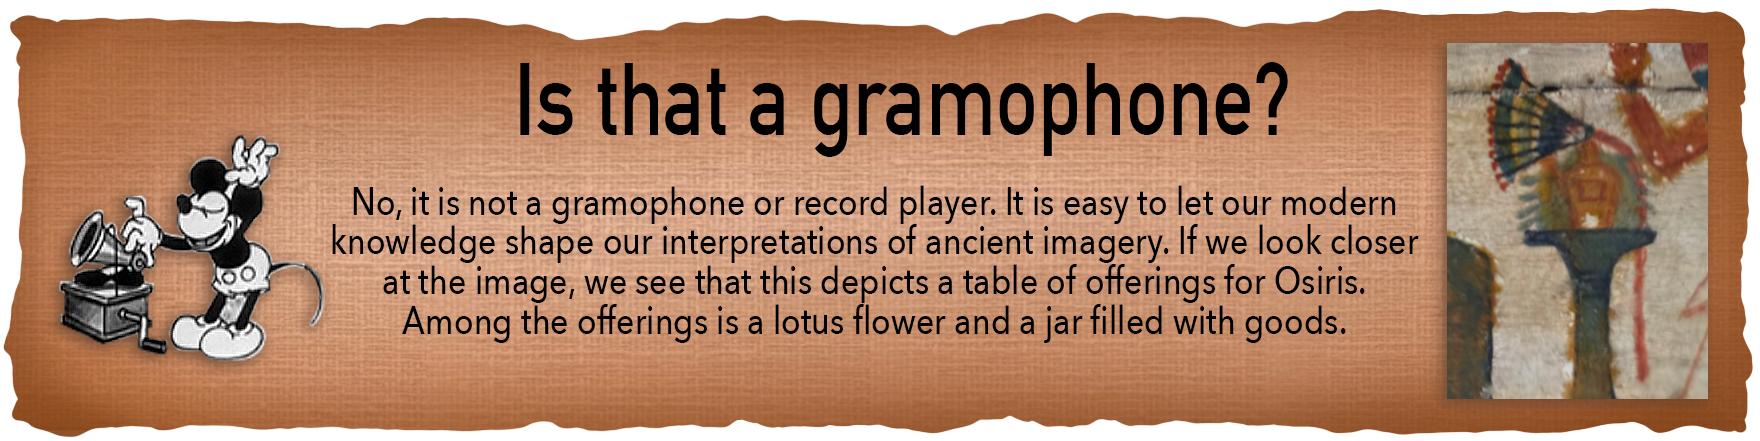 Is that a gramophone?
No, it is not a gramophone or record player. It is easy to let our modern
knowledge shape our interpretations of ancient imagery. If we look closer
at the image, we see that this depicts a table of offerings for Osiris.
Among the offerings is a lotus flower and a jar filled with goods.